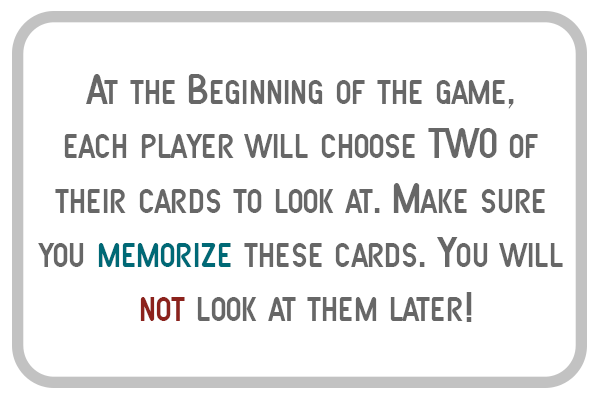 At the Beginning of the game,
each player will choose TWO of
their cards to look at. Make sure
you memorize these cards. You will
not look at them later!